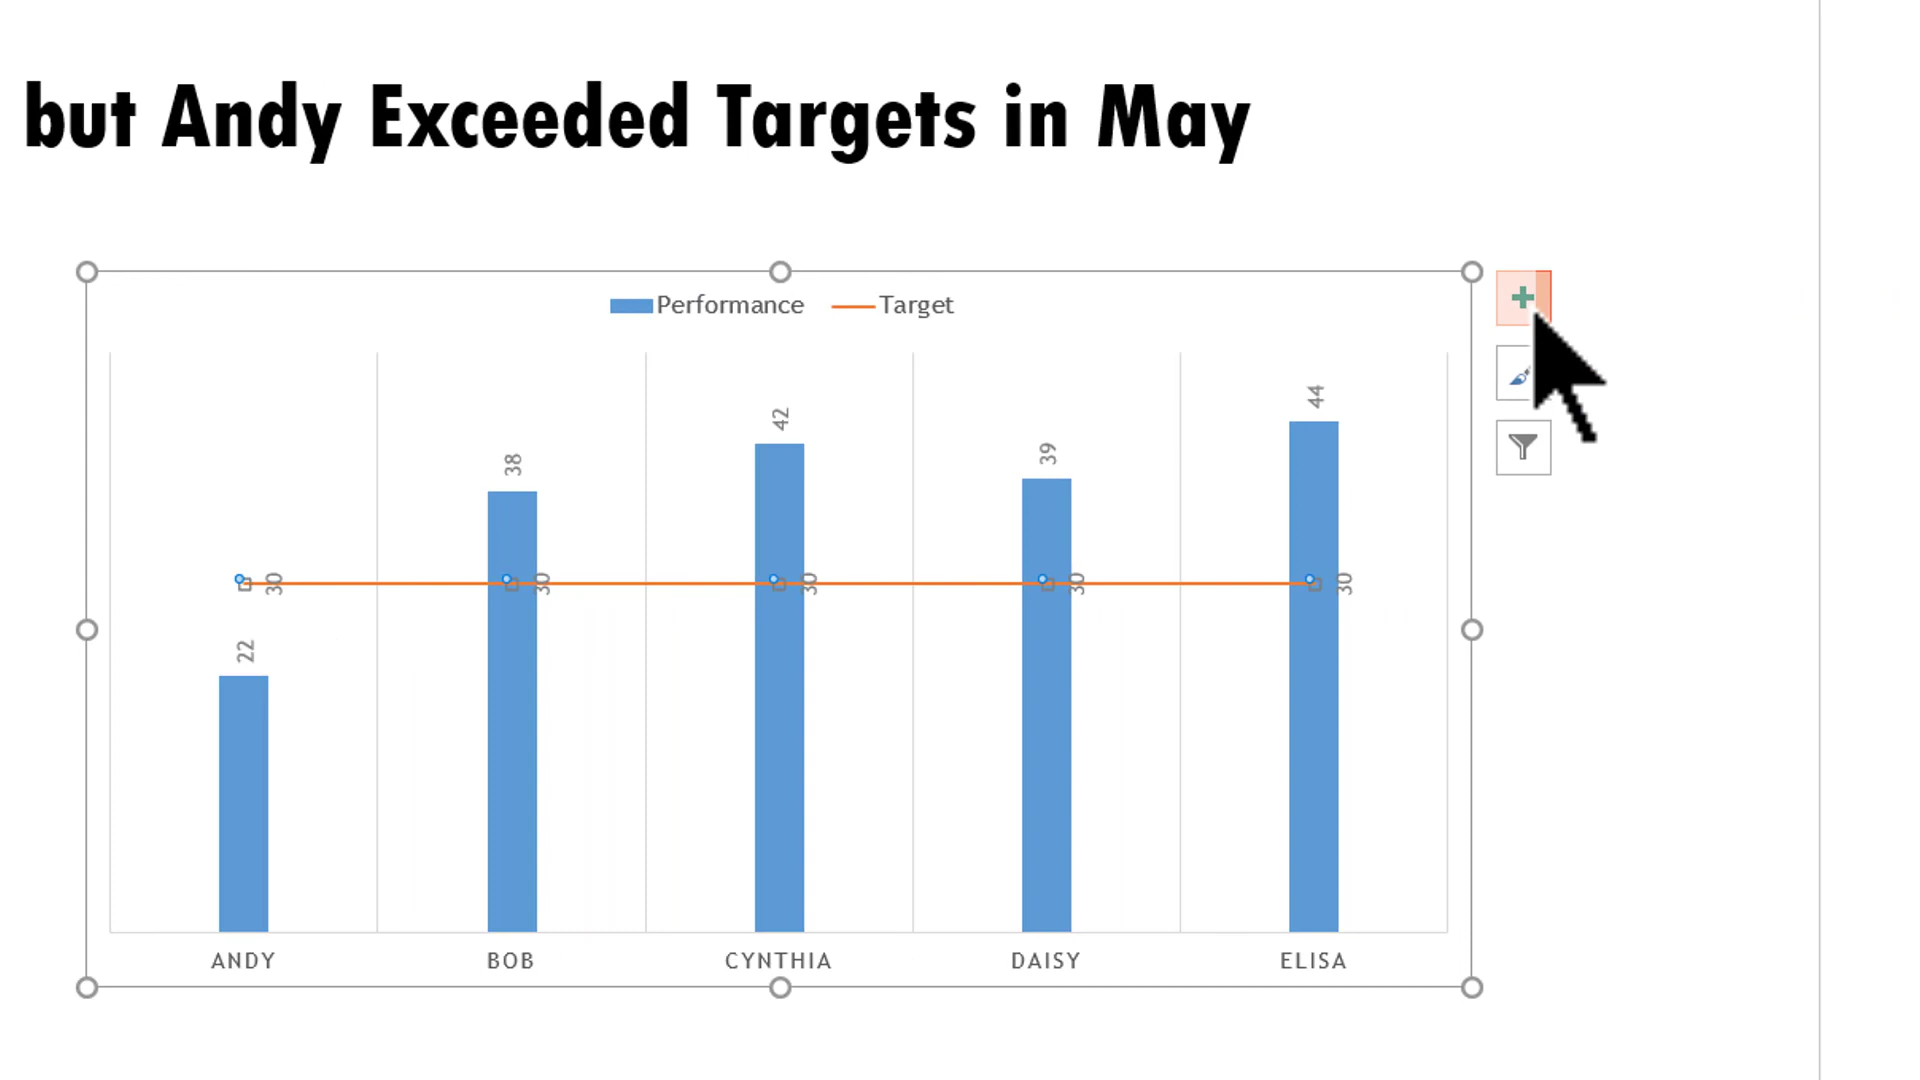 but Andy Exceeded Targets in May
Performance Target
44
42
39
38
30 30 30 30 30
22
ANDY BOB CYNTHIA DAISY ELISA